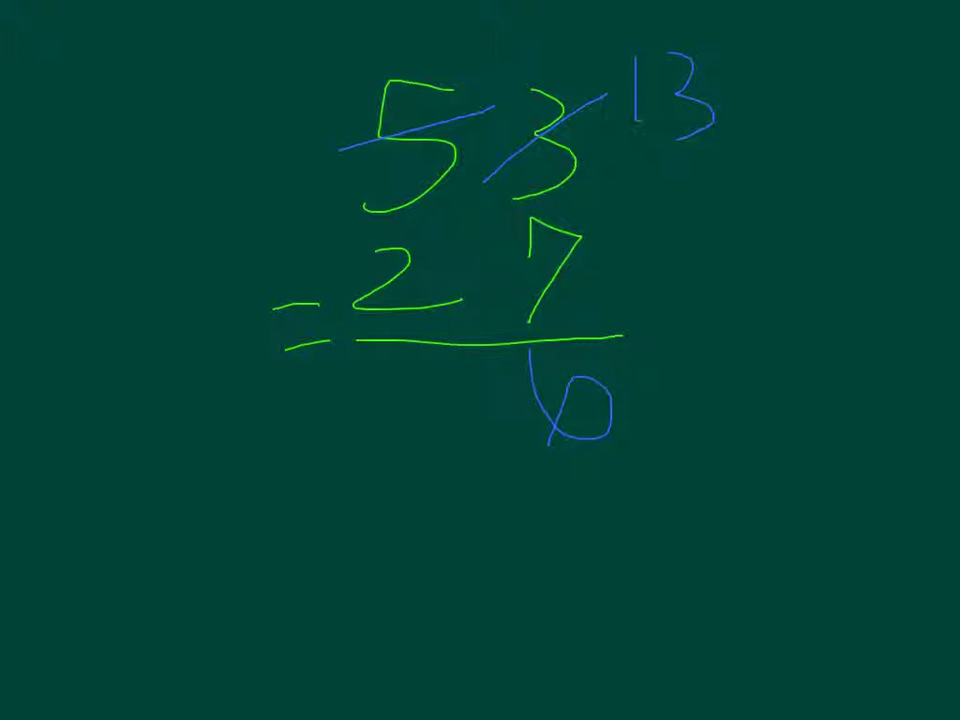 53 13
- 27
= 6